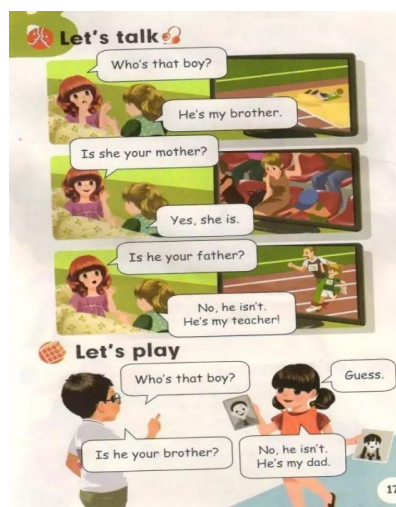 Let's talk
Who's that boy?
He's my brother.
Is she your mother?
Yes, she is.
Is he your father?
No, he isn't.
He's my teacher!
Let's play
Who's that boy?
Guess.
Is he your brother?
No, he isn't.
He's my dad.
17